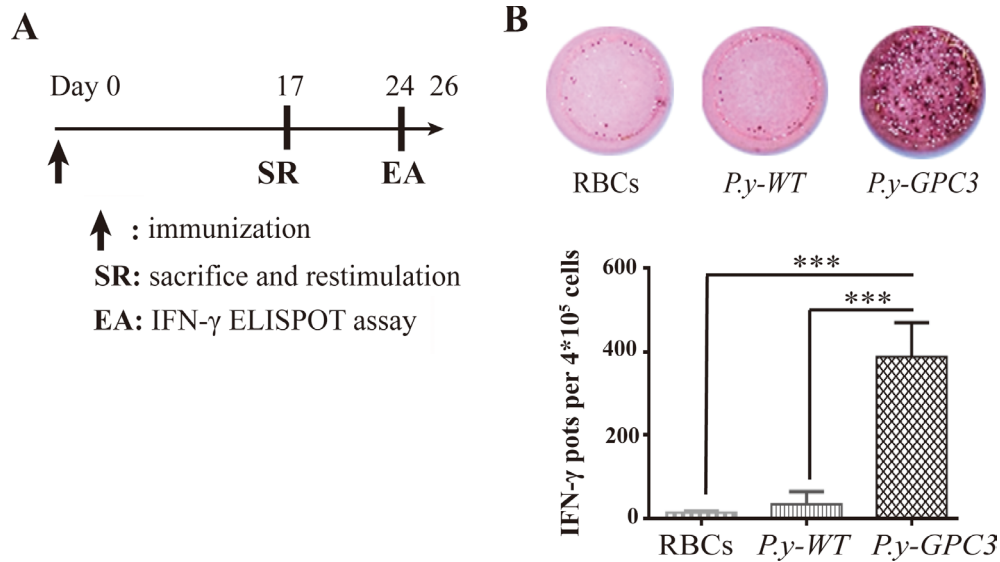 A
Day 0 17 24 26
SR EA
: immunization
SR: sacrifice and restimulation
EA: IFN-γ ELISPOT assay
B
RBCs P.y-WT P.y-GPC3
IFN-γ pots per 4*10⁵ cells
600
400
200
0
***
***
RBCs P.y-WT P.y-GPC3